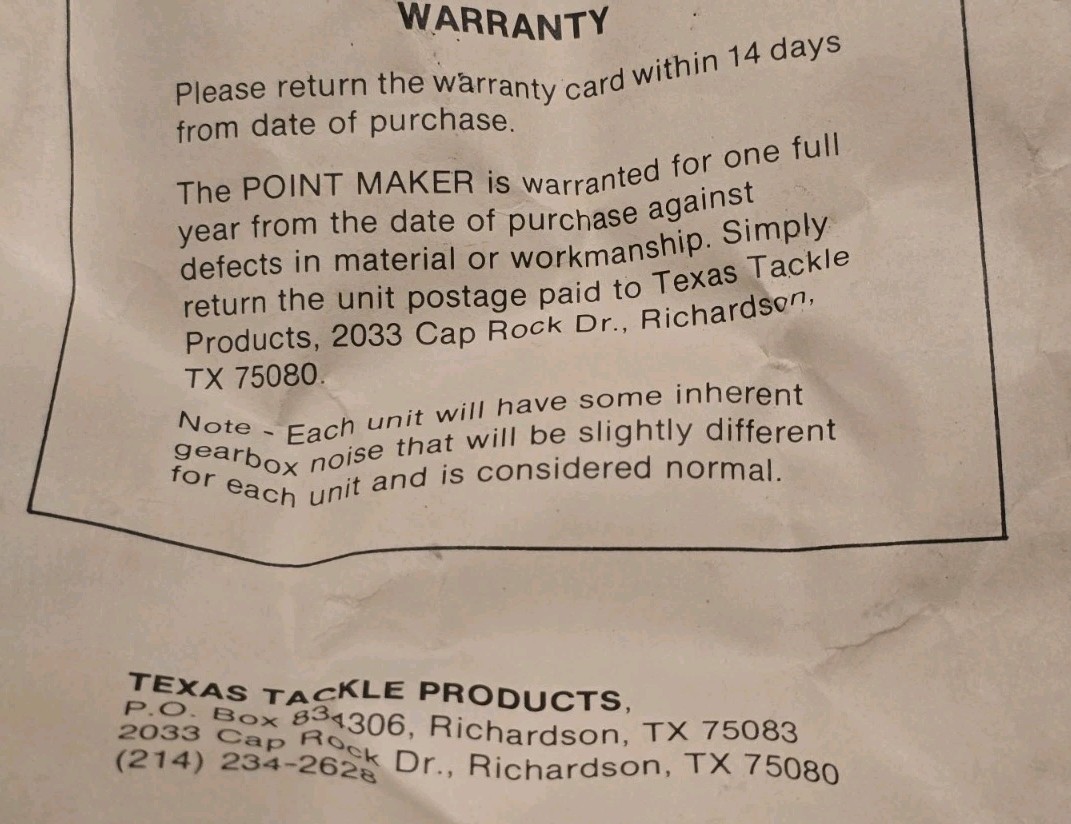 WARRANTY
Please return the warranty card within 14 days
from date of purchase.
The POINT MAKER is warranted for one full
year from the date of purchase against
defects in material or workmanship. Simply
return the unit postage paid to Texas Tackle
Products, 2033 Cap Rock Dr., Richardson,
TX 75080.
Note - Each unit will have some inherent
gearbox noise that will be slightly different
for each unit and is considered normal.
TEXAS TACKLE PRODUCTS,
P.O. Box 834306, Richardson, TX 75083
2033 Cap Rock Dr., Richardson, TX 75080
(214) 234-2628